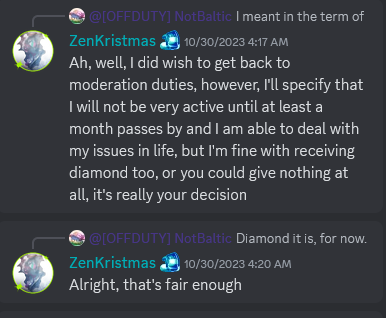 @[OFFDUTY] NotBaltic I meant in the term of
ZenKristmas 10/30/2023 4:17 AM
Ah, well, I did wish to get back to
moderation duties, however, I'll specify that
I will not be very active until at least a
month passes by and I am able to deal with
my issues in life, but I'm fine with receiving
diamond too, or you could give nothing at
all, it's really your decision
@[OFFDUTY] NotBaltic Diamond it is, for now.
ZenKristmas 10/30/2023 4:20 AM
Alright, that's fair enough